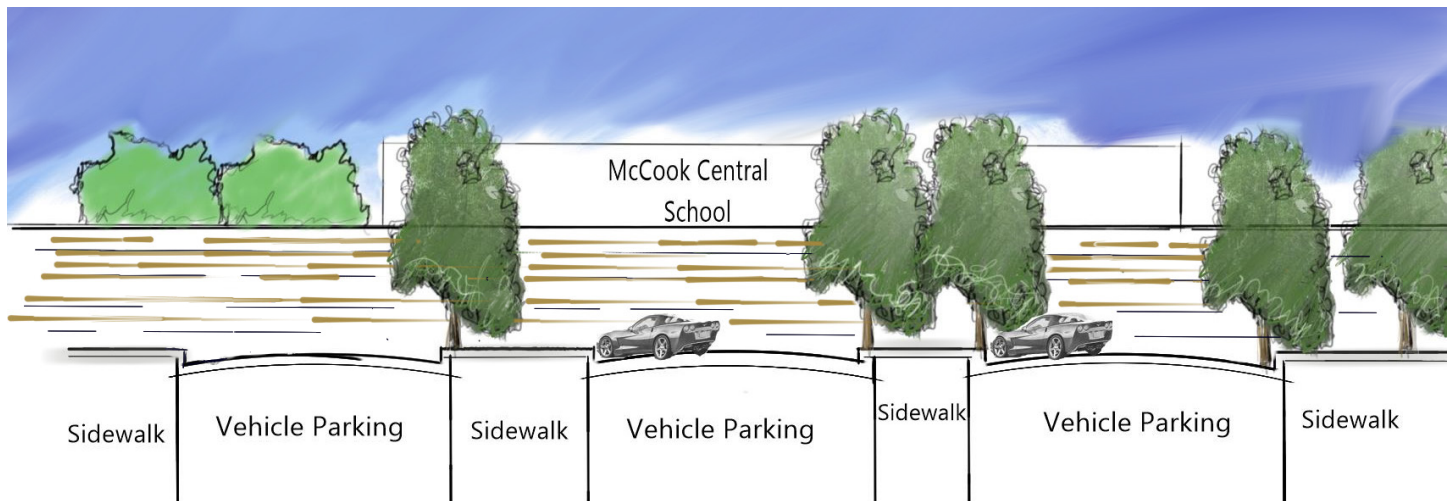 McCook Central
School
Sidewalk
Vehicle Parking
Sidewalk
Vehicle Parking
Sidewalk
Vehicle Parking
Sidewalk